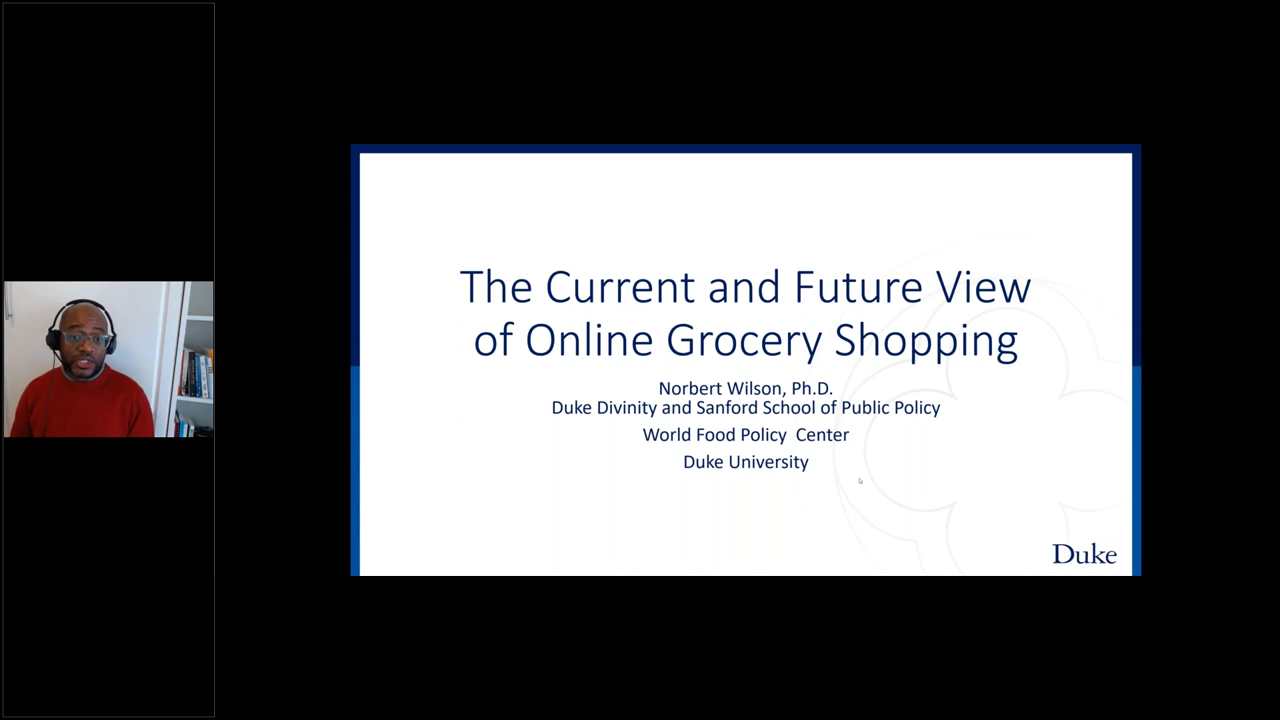 The Current and Future View
of Online Grocery Shopping
Norbert Wilson, Ph.D.
Duke Divinity and Sanford School of Public Policy
World Food Policy Center
Duke University
Duke